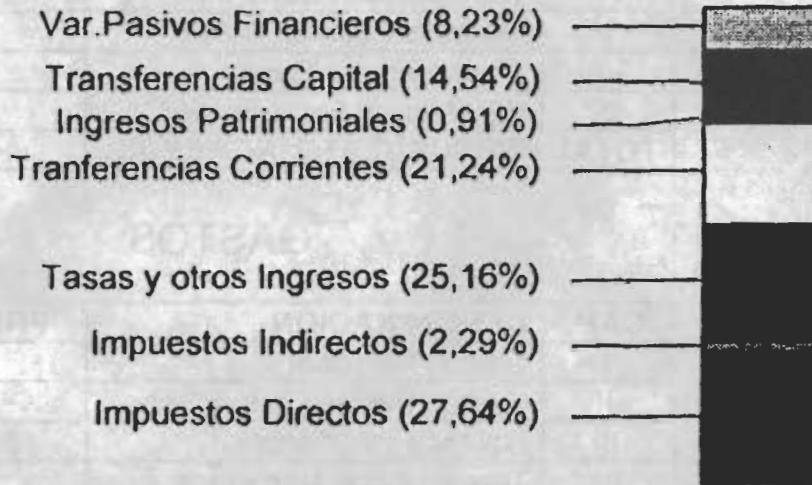 Var.Pasivos Financieros (8,23%)
Transferencias Capital (14,54%)
Ingresos Patrimoniales (0,91%)
Tranferencias Corrientes (21,24%)
Tasas y otros Ingresos (25,16%)
Impuestos Indirectos (2,29%)
Impuestos Directos (27,64%)